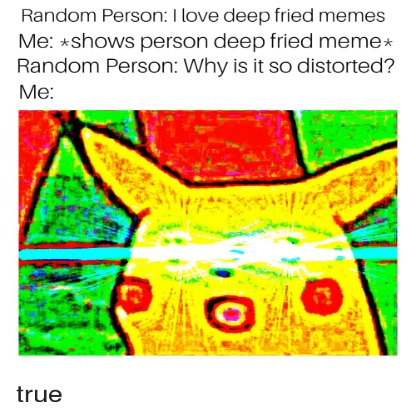 Random Person: I love deep fried memes
Me: *shows person deep fried meme*
Random Person: Why is it so distorted?
Me:
true